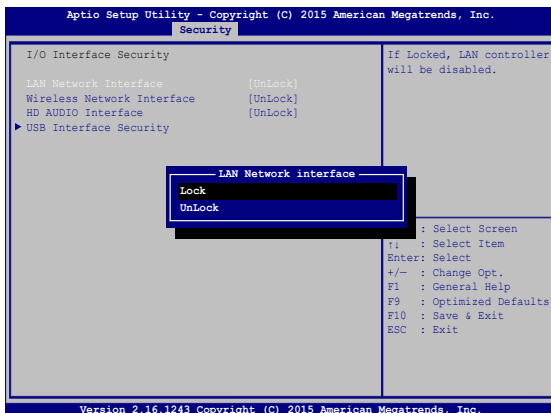 Aptio Setup Utility - Copyright (C) 2015 American Megatrends, Inc.
Security
I/O Interface Security
LAN Network Interface [UnLock]
Wireless Network Interface [UnLock]
HD AUDIO Interface [UnLock]
USB Interface Security
If Locked, LAN controller
will be disabled.
LAN Network interface
Lock
UnLock
: Select Screen
↑↓ : Select Item
Enter: Select
+/— : Change Opt.
F1 : General Help
F9 : Optimized Defaults
F10 : Save & Exit
ESC : Exit
Version 2.16.1243 Copyright (C) 2015 American Megatrends, Inc.